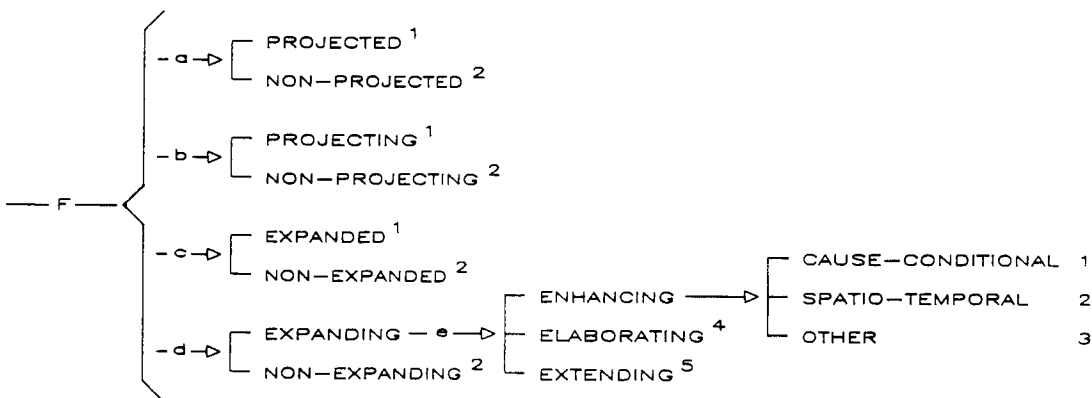 a PROJECTED 1
NON-PROJECTED 2
b PROJECTING 1
NON-PROJECTING 2
F
c EXPANDED 1
NON-EXPANDED 2
CAUSE-CONDITIONAL 1
ENHANCING SPATIO-TEMPORAL 2
d EXPANDING e ELABORATING 4 OTHER 3
NON-EXPANDING 2 EXTENDING 5